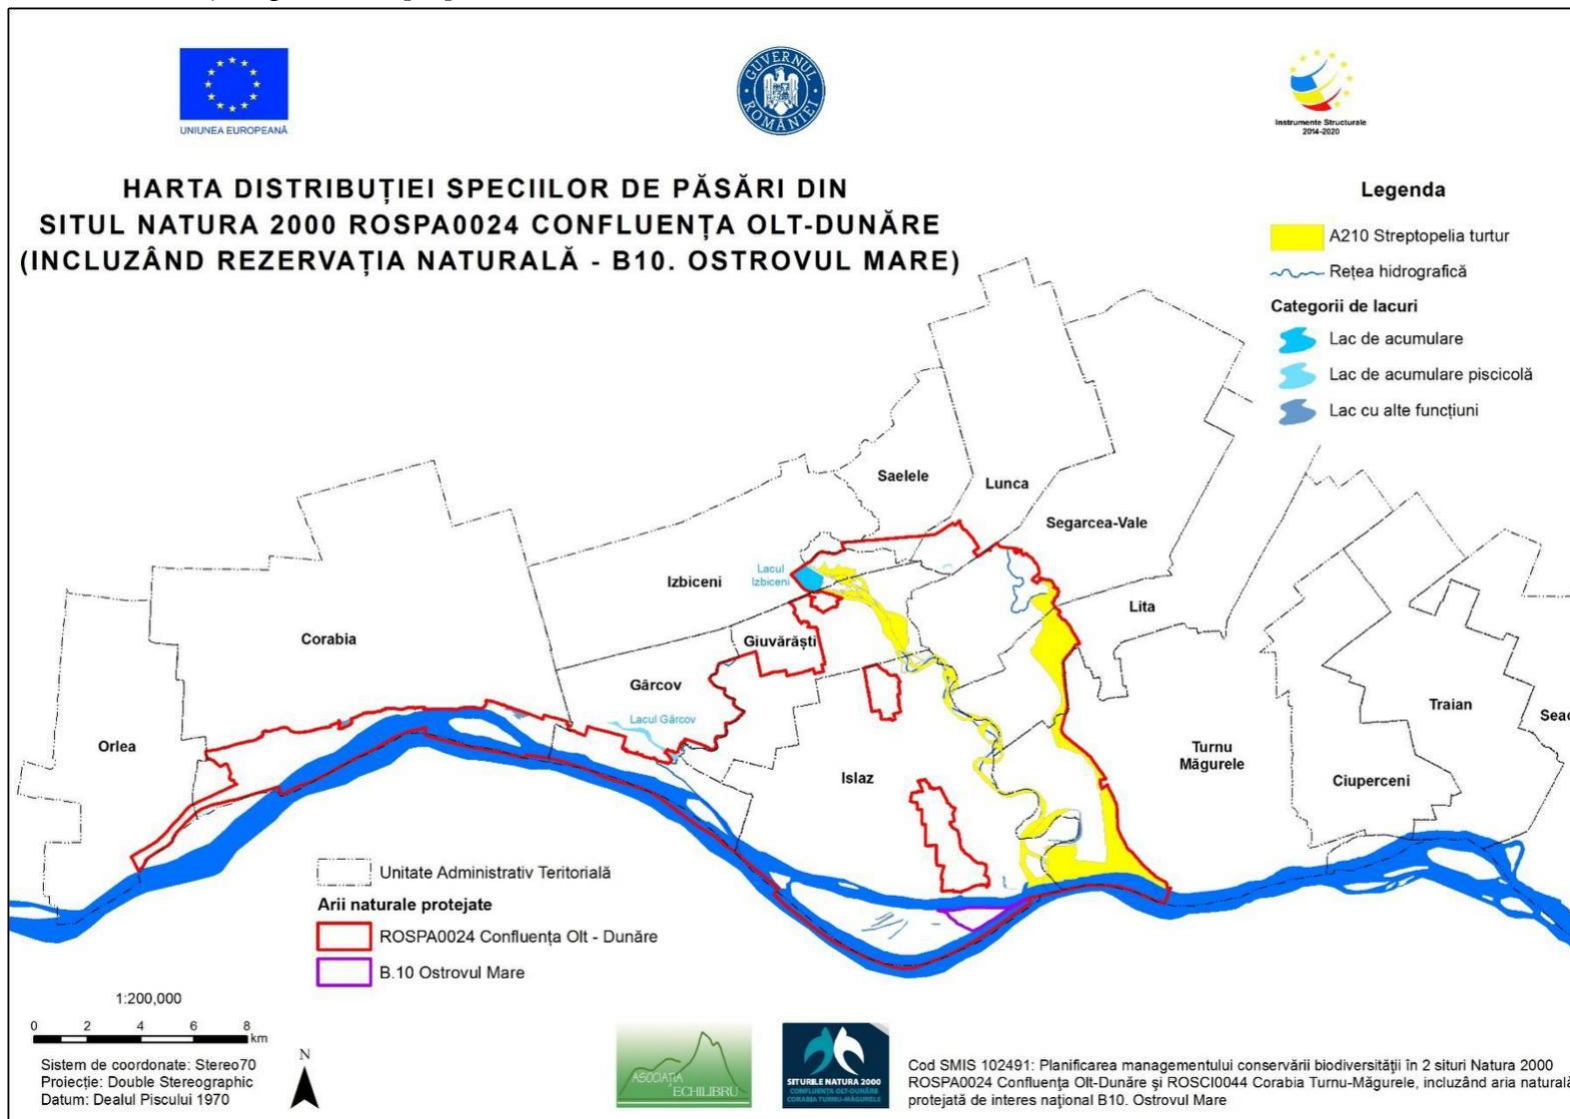 UNIUNEA EUROPEANĂ
GUVERNUL ROMÂNIEI
Instrumente Structurale
2014-2020
HARTA DISTRIBUȚIEI SPECIILOR DE PĂSĂRI DIN
SITUL NATURA 2000 ROSPA0024 CONFLUENȚA OLT-DUNĂRE
(INCLUZÂND REZERVAȚIA NATURALĂ - B10. OSTROVUL MARE)
Legenda
A210 Streptopelia turtur
Rețea hidrografică
Categorii de lacuri
Lac de acumulare
Lac de acumulare piscicolă
Lac cu alte funcțiuni
Saelele
Lunca
Segarcea-Vale
Izbiceni
Lacul
Izbiceni
Lita
Corabia
Giuvărăști
Gârcov
Lacul Gârcov
Orlea
Islaz
Turnu
Măgurele
Traian
Seac
Ciuperceni
Unitate Administrativ Teritorială
Arii naturale protejate
ROSPA0024 Confluența Olt - Dunăre
B.10 Ostrovul Mare
1:200,000
0 2 4 6 8
km
Sistem de coordonate: Stereo70
Proiecție: Double Stereographic
Datum: Dealul Piscului 1970
N
ASOCIAȚIA
ECHILIBRU
SITURILE NATURA 2000
CONFLUENȚA OLT-DUNĂRE
CORABIA TURNU-MĂGURELE
Cod SMIS 102491: Planificarea managementului conservării biodiversității în 2 situri Natura 2000
ROSPA0024 Confluența Olt-Dunăre și ROSCI0044 Corabia Turnu-Măgurele, incluzând aria naturală
protejată de interes național B10. Ostrovul Mare